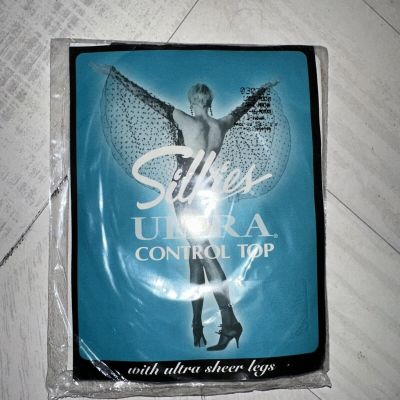 Silkies
ULTRA®
CONTROL TOP
with ultra sheer legs